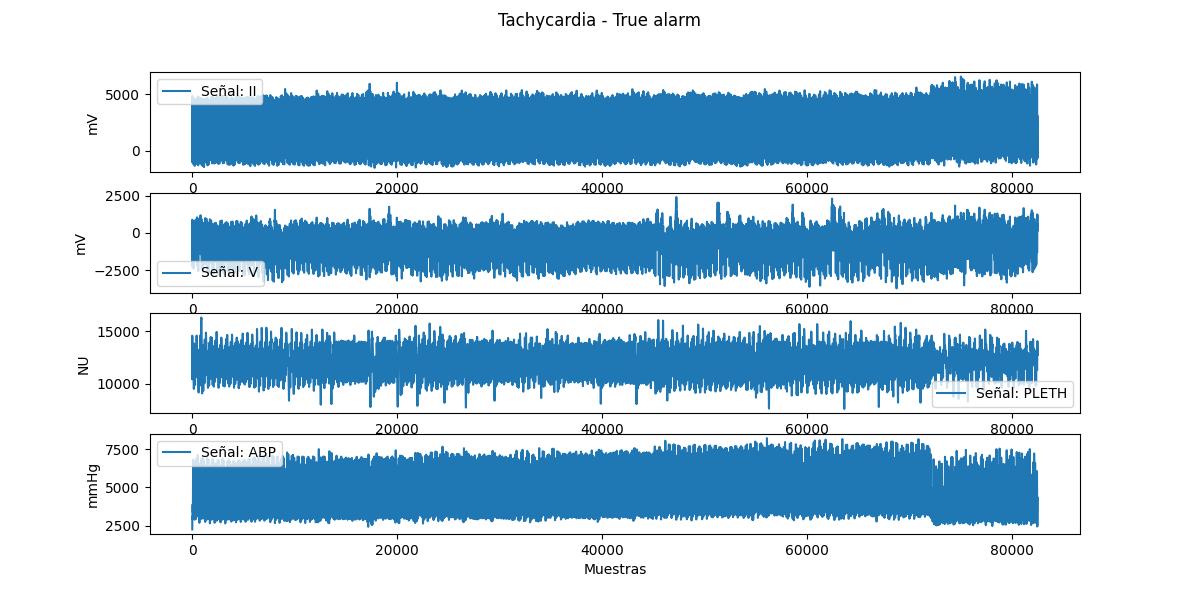 Tachycardia - True alarm
5000
0
mV
Señal: II
0 20000 40000 60000 80000
2500
0
−2500
mV
Señal: V
0 20000 40000 60000 80000
15000
10000
NU
Señal: PLETH
0 20000 40000 60000 80000
7500
5000
2500
mmHg
Señal: ABP
0 20000 40000 60000 80000
Muestras